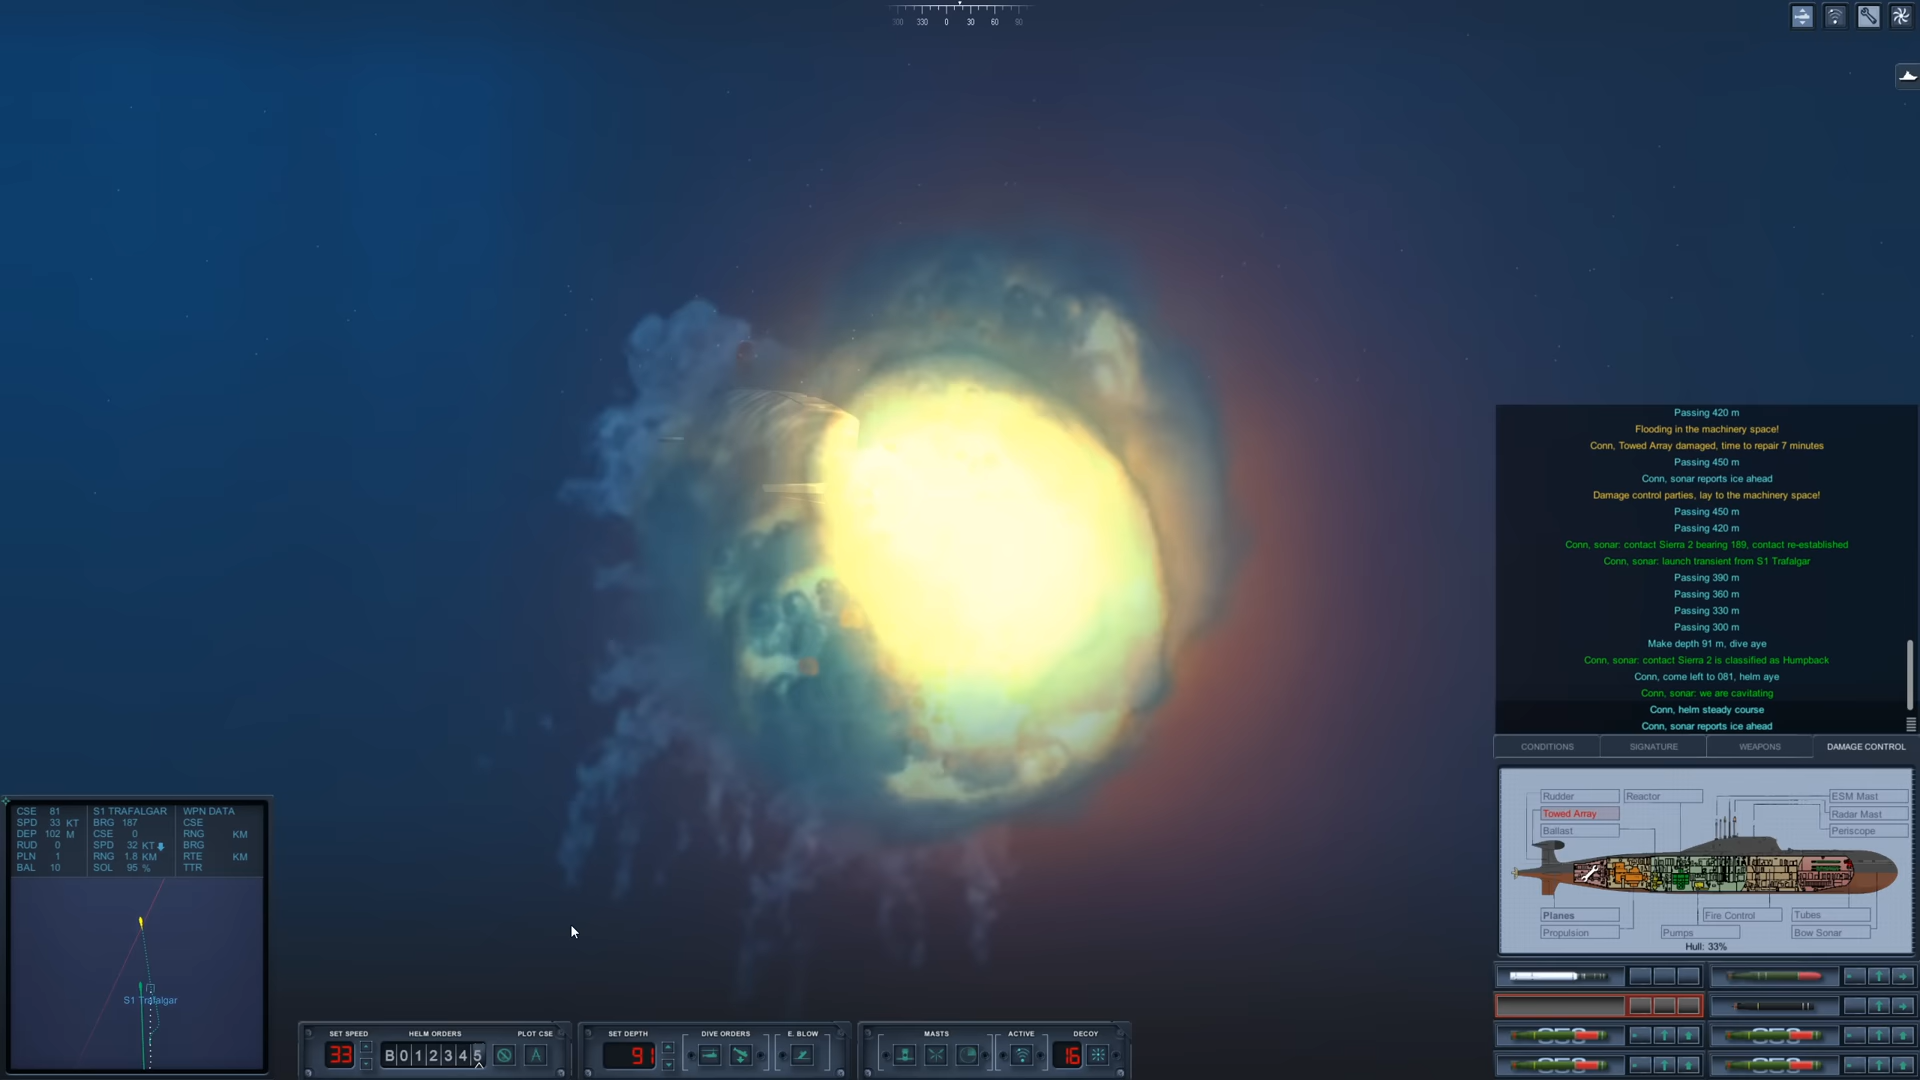 300 330 0 30 60 90
Passing 420 m
Flooding in the machinery space!
Conn, Towed Array damaged, time to repair 7 minutes
Passing 450 m
Conn, sonar reports ice ahead
Damage control parties, lay to the machinery space!
Passing 450 m
Passing 420 m
Conn, sonar: contact Sierra 2 bearing 189, contact re-established
Conn, sonar: launch transient from S1 Trafalgar
Passing 390 m
Passing 360 m
Passing 330 m
Passing 300 m
Make depth 91 m, dive aye
Conn, sonar: contact Sierra 2 is classified as Humpback
Conn, come left to 081, helm aye
Conn, sonar: we are cavitating
Conn, helm steady course
Conn, sonar reports ice ahead
CONDITIONS SIGNATURE WEAPONS DAMAGE CONTROL
Rudder Reactor ESM Mast
Towed Array Radar Mast
Ballast Periscope
Planes Fire Control Tubes
Propulsion Pumps Bow Sonar
Hull: 33%
CSE 81 S1 TRAFALGAR WPN DATA
SPD 33 KT BRG 187 CSE
DEP 102 M CSE 0 RNG KM
RUD 0 SPD 32 KT BRG
PLN 1 RNG 1.8 KM RTE KM
BAL 10 SOL 95 % TTR
S1 Trafalgar
SET SPEED HELM ORDERS PLOT CSE SET DEPTH DIVE ORDERS E. BLOW MASTS ACTIVE DECOY
33 B 0 1 2 3 4 5 A 91 16